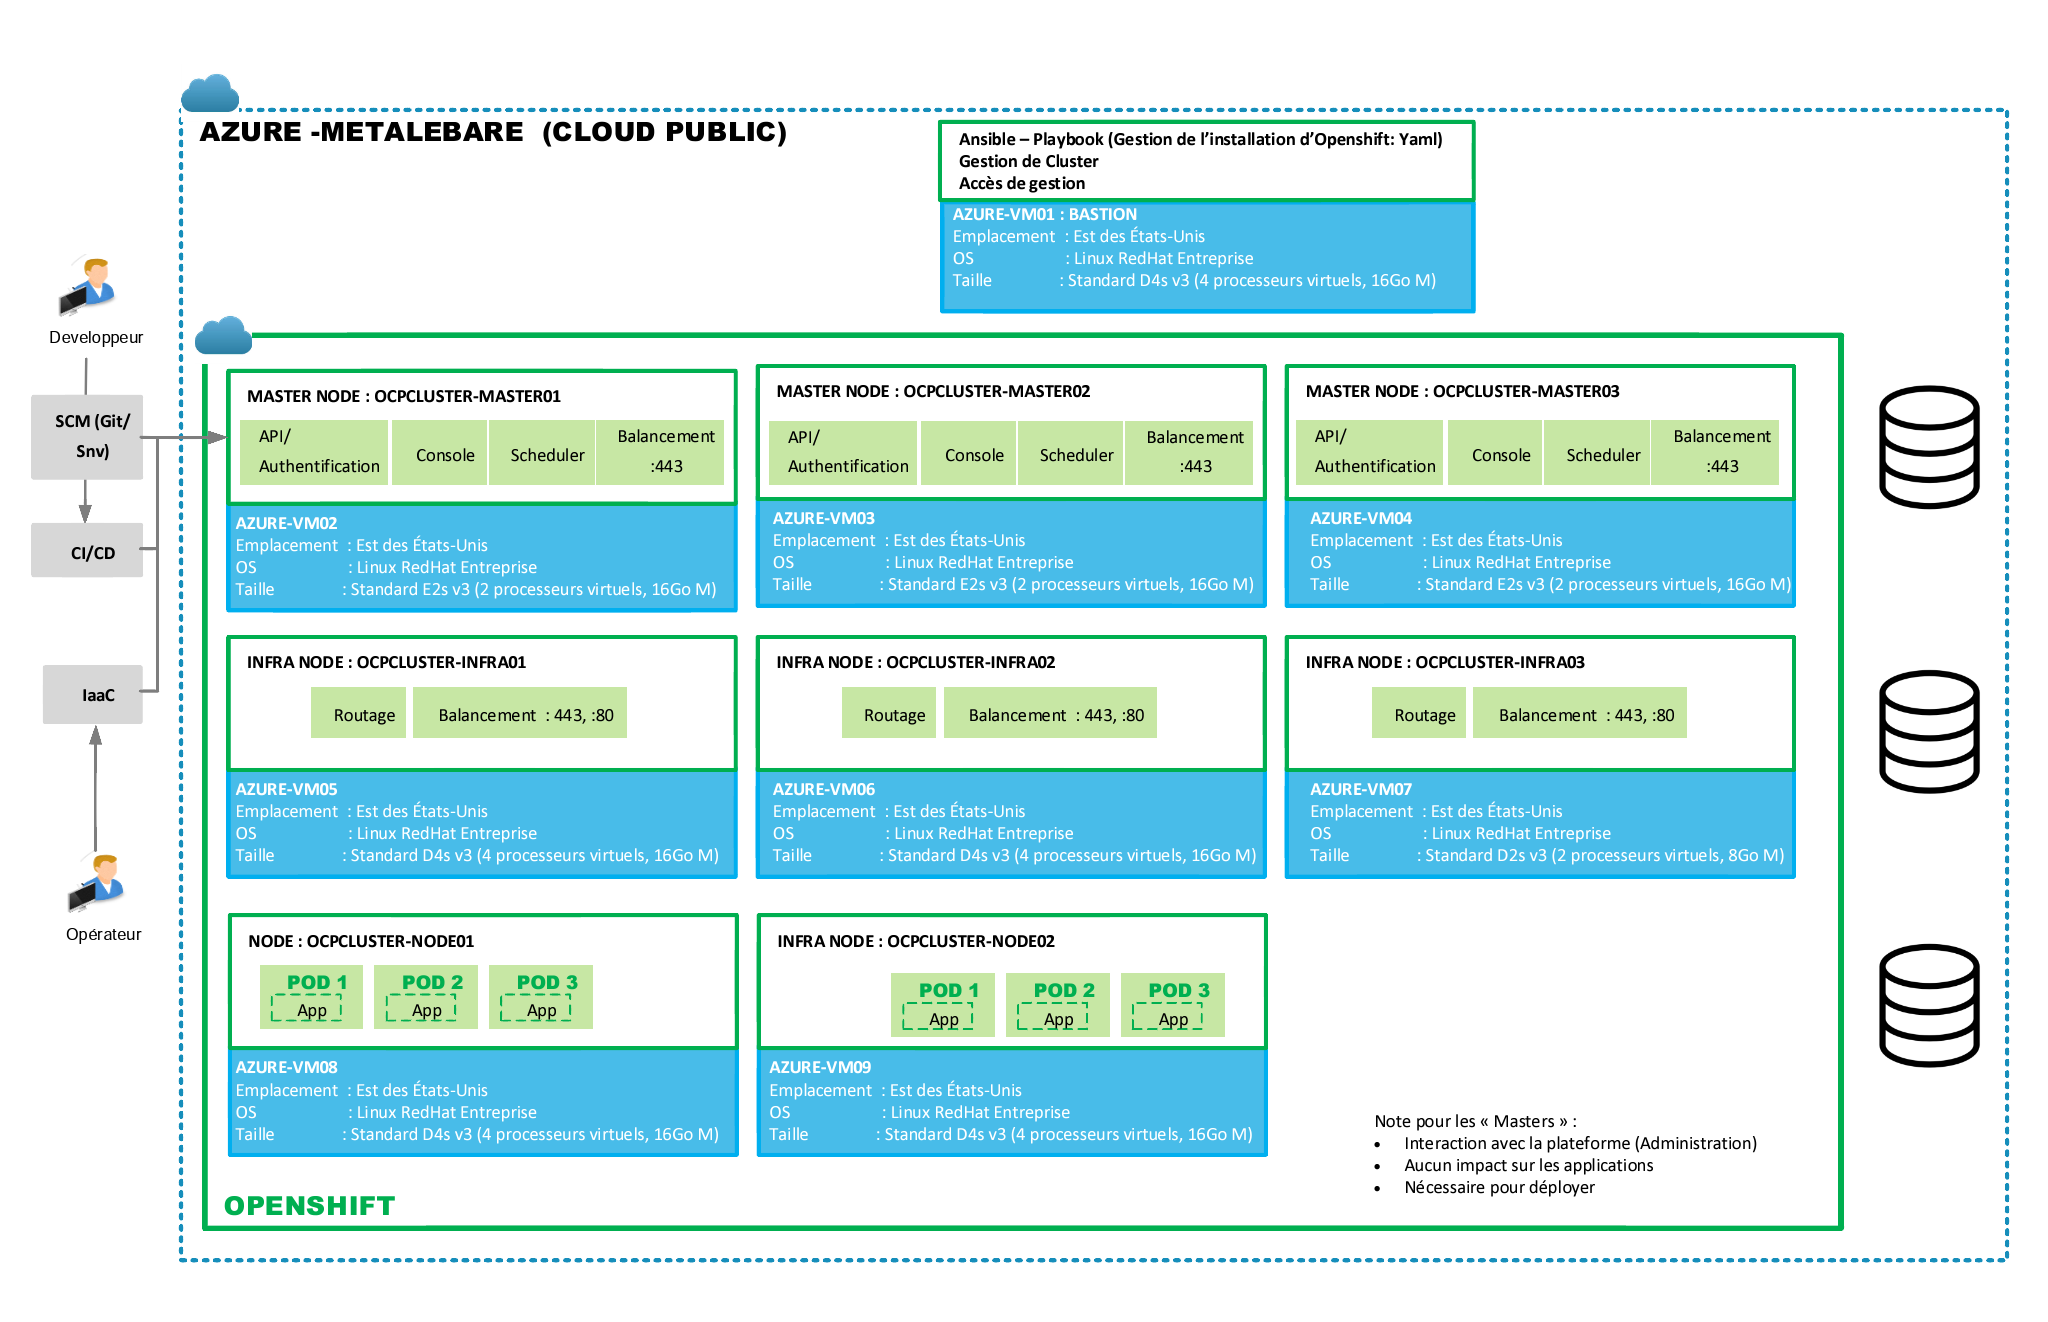 AZURE -METALEBARE (CLOUD PUBLIC)
Ansible – Playbook (Gestion de l’installation d’Openshift: Yaml)
Gestion de Cluster
Accès de gestion
AZURE-VM01 : BASTION
Emplacement : Est des États-Unis
OS : Linux RedHat Entreprise
Taille : Standard D4s v3 (4 processeurs virtuels, 16Go M)
Developpeur
SCM (Git/
Snv)
CI/CD
IaaC
Opérateur
MASTER NODE : OCPCLUSTER-MASTER01
API/
Authentification
Console
Scheduler
Balancement
:443
AZURE-VM02
Emplacement : Est des États-Unis
OS : Linux RedHat Entreprise
Taille : Standard E2s v3 (2 processeurs virtuels, 16Go M)
MASTER NODE : OCPCLUSTER-MASTER02
API/
Authentification
Console
Scheduler
Balancement
:443
AZURE-VM03
Emplacement : Est des États-Unis
OS : Linux RedHat Entreprise
Taille : Standard E2s v3 (2 processeurs virtuels, 16Go M)
MASTER NODE : OCPCLUSTER-MASTER03
API/
Authentification
Console
Scheduler
Balancement
:443
AZURE-VM04
Emplacement : Est des États-Unis
OS : Linux RedHat Entreprise
Taille : Standard E2s v3 (2 processeurs virtuels, 16Go M)
INFRA NODE : OCPCLUSTER-INFRA01
Routage
Balancement : 443, :80
AZURE-VM05
Emplacement : Est des États-Unis
OS : Linux RedHat Entreprise
Taille : Standard D4s v3 (4 processeurs virtuels, 16Go M)
INFRA NODE : OCPCLUSTER-INFRA02
Routage
Balancement : 443, :80
AZURE-VM06
Emplacement : Est des États-Unis
OS : Linux RedHat Entreprise
Taille : Standard D4s v3 (4 processeurs virtuels, 16Go M)
INFRA NODE : OCPCLUSTER-INFRA03
Routage
Balancement : 443, :80
AZURE-VM07
Emplacement : Est des États-Unis
OS : Linux RedHat Entreprise
Taille : Standard D2s v3 (2 processeurs virtuels, 8Go M)
NODE : OCPCLUSTER-NODE01
POD 1
App
POD 2
App
POD 3
App
AZURE-VM08
Emplacement : Est des États-Unis
OS : Linux RedHat Entreprise
Taille : Standard D4s v3 (4 processeurs virtuels, 16Go M)
INFRA NODE : OCPCLUSTER-NODE02
POD 1
App
POD 2
App
POD 3
App
AZURE-VM09
Emplacement : Est des États-Unis
OS : Linux RedHat Entreprise
Taille : Standard D4s v3 (4 processeurs virtuels, 16Go M)
Note pour les « Masters » :
• Interaction avec la plateforme (Administration)
• Aucun impact sur les applications
• Nécessaire pour déployer
OPENSHIFT